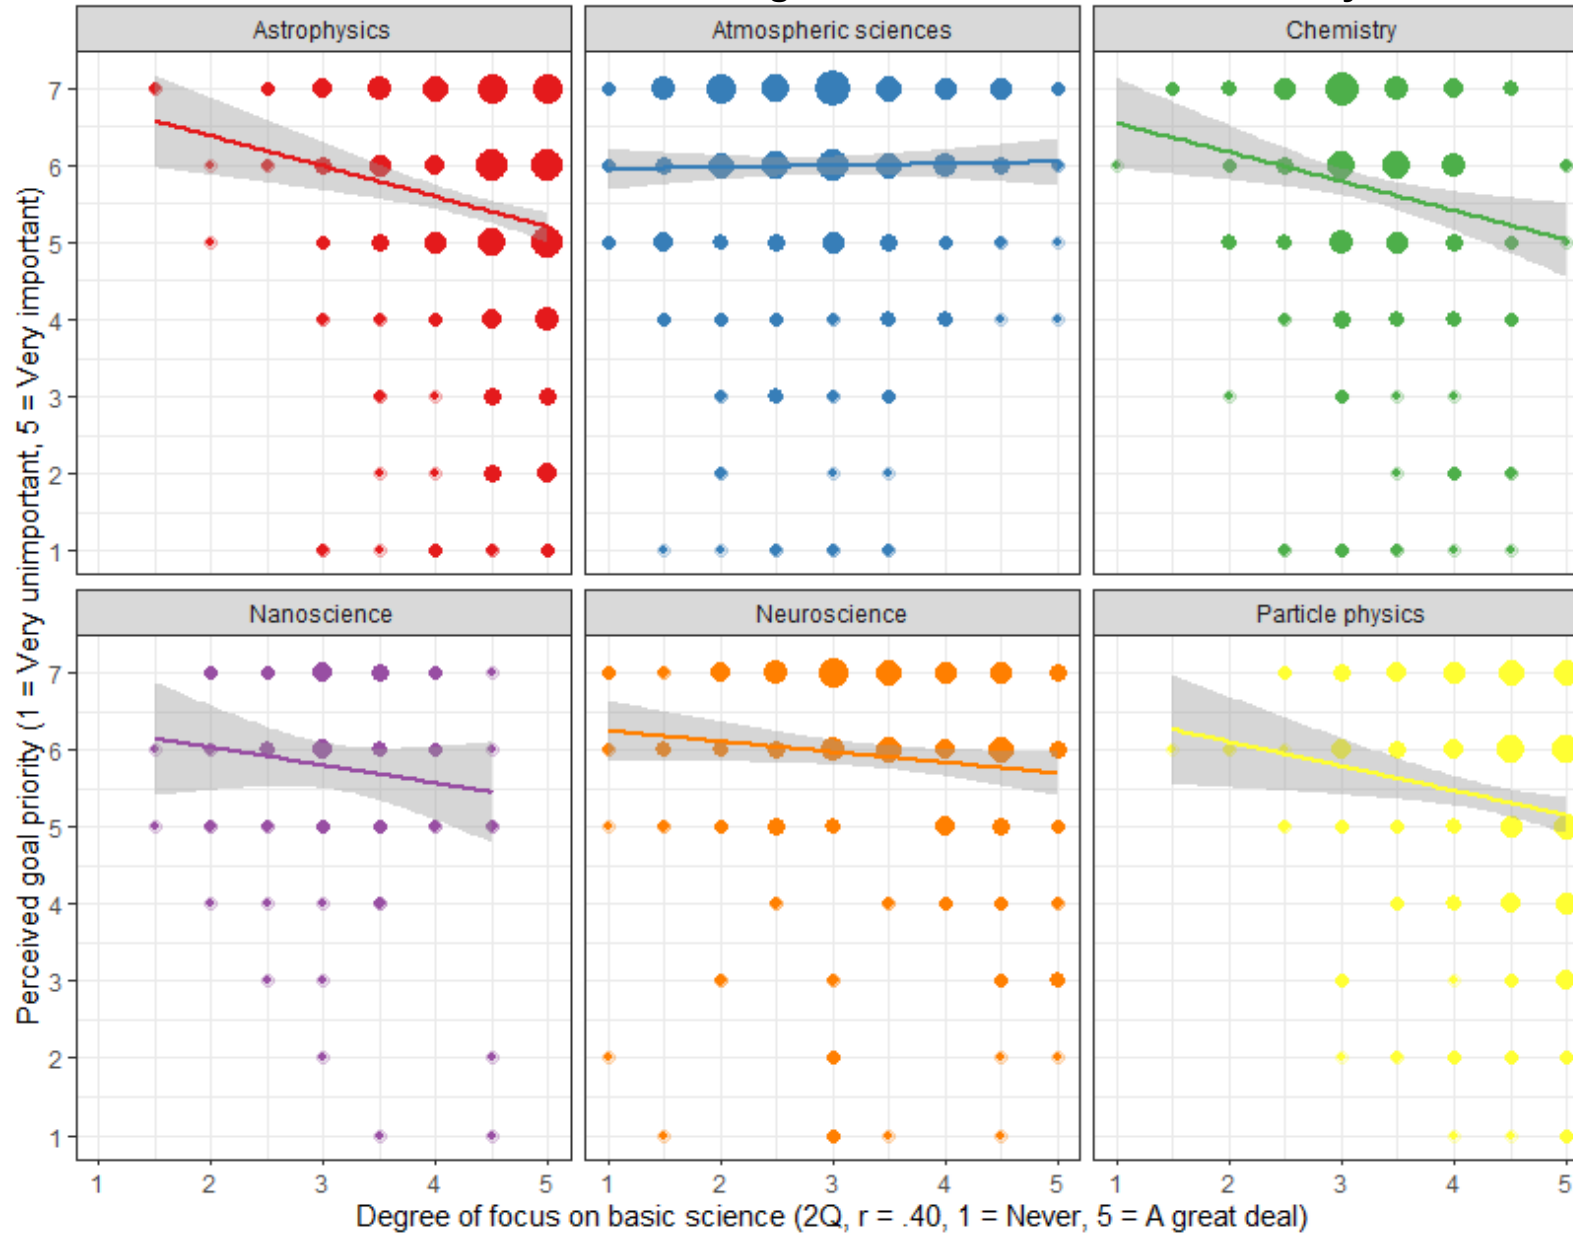 Astrophysics
Atmospheric sciences
Chemistry
7
6
5
4
3
2
1
Nanoscience
Neuroscience
Particle physics
7
6
5
4
3
2
1
1 2 3 4 5
1 2 3 4 5
1 2 3 4 5
Perceived goal priority (1 = Very unimportant, 5 = Very important)
Degree of focus on basic science (2Q, r = .40, 1 = Never, 5 = A great deal)